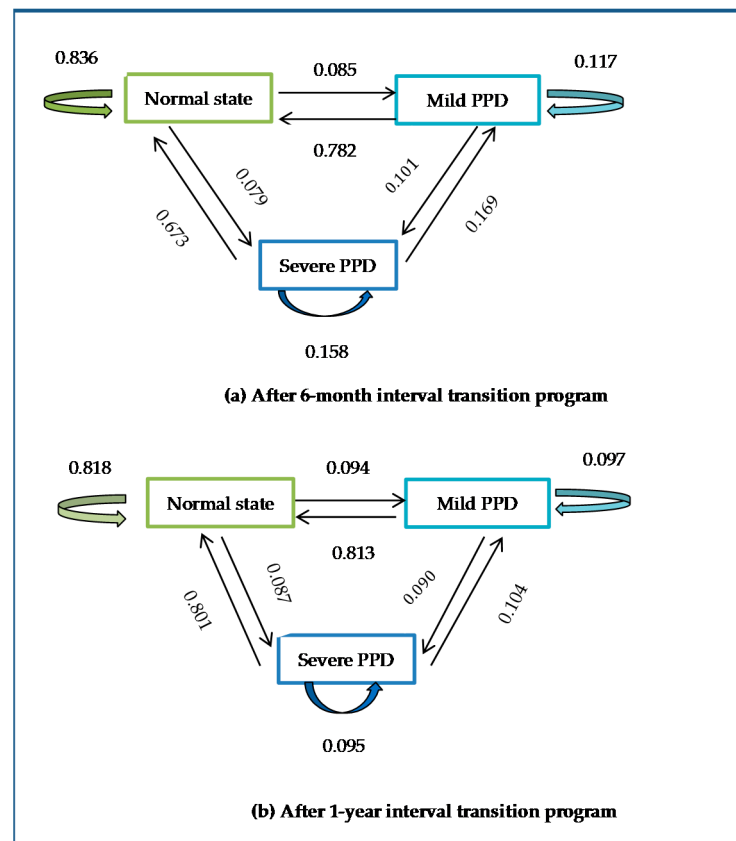 0.836
0.085
0.117
Normal state
Mild PPD
0.782
0.079
0.101
0.673
0.169
Severe PPD
0.158
(a) After 6-month interval transition program
0.818
0.094
0.097
Normal state
Mild PPD
0.813
0.087
0.090
0.801
0.104
Severe PPD
0.095
(b) After 1-year interval transition program